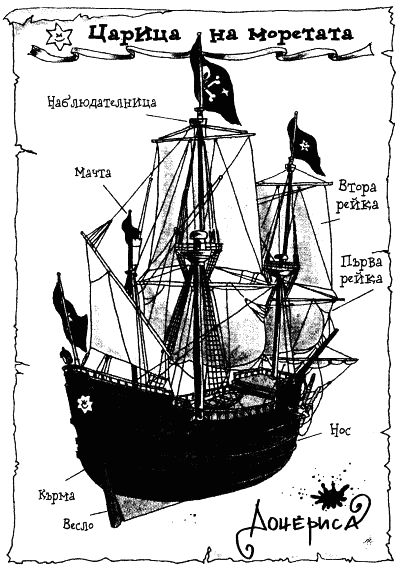 Царица на моретата
Наблюдателница
Мачта
Втора
рейка
Първа
рейка
Нос
Кърма
Весло
Донериса